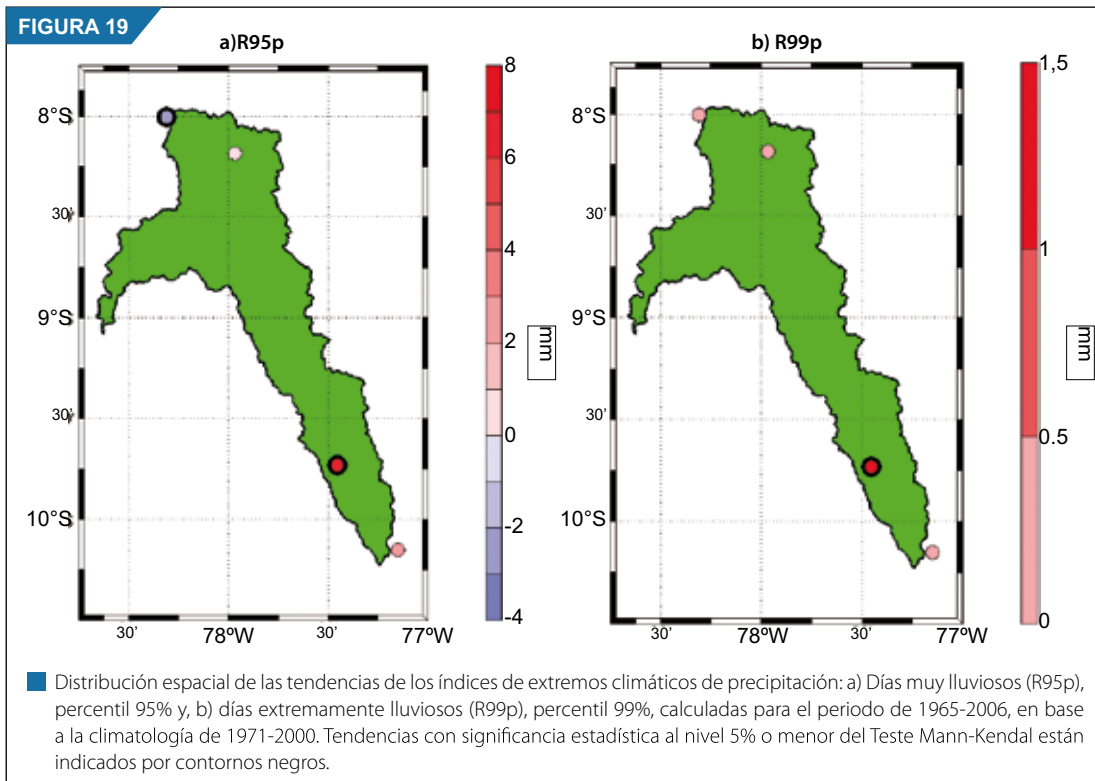 FIGURA 19
a)R95p
b) R99p
8°S
30'
9°S
30'
10°S
30'
78°W
30'
77°W
8
6
4
2
0
-2
-4
mm
8°S
30'
9°S
30'
10°S
30'
78°W
30'
77°W
1,5
1
0.5
0
mm
Distribución espacial de las tendencias de los índices de extremos climáticos de precipitación: a) Días muy lluviosos (R95p),
percentil 95% y, b) días extremamente lluviosos (R99p), percentil 99%, calculadas para el periodo de 1965-2006, en base
a la climatología de 1971-2000. Tendencias con significancia estadística al nivel 5% o menor del Teste Mann-Kendal están
indicados por contornos negros.